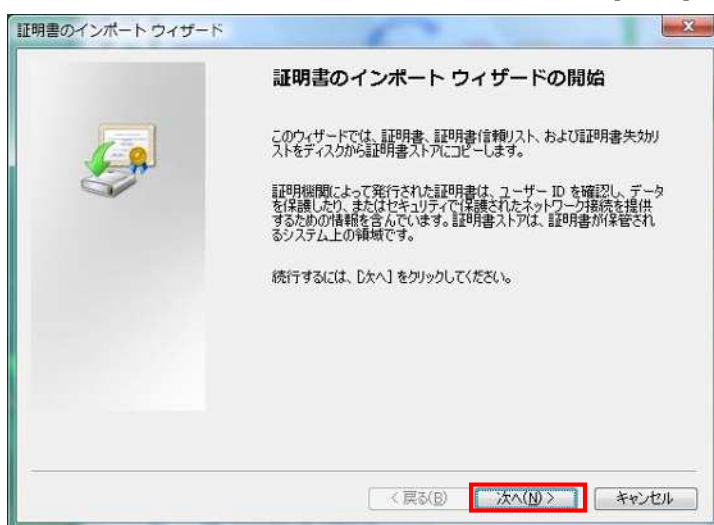 証明書のインポート ウィザード
証明書のインポート ウィザードの開始
このウィザードでは、証明書、証明書信頼リスト、および証明書失効リ
ストをディスクから証明書ストアにコピーします。
証明機関によって発行された証明書は、ユーザー ID を確認し、データ
を保護したり、またはセキュリティで保護されたネットワーク接続を提供
するための情報を含んでいます。証明書ストアは、証明書が保管され
るシステム上の領域です。
続行するには、[次へ] をクリックしてください。
< 戻る(B)
次へ(N) >
キャンセル